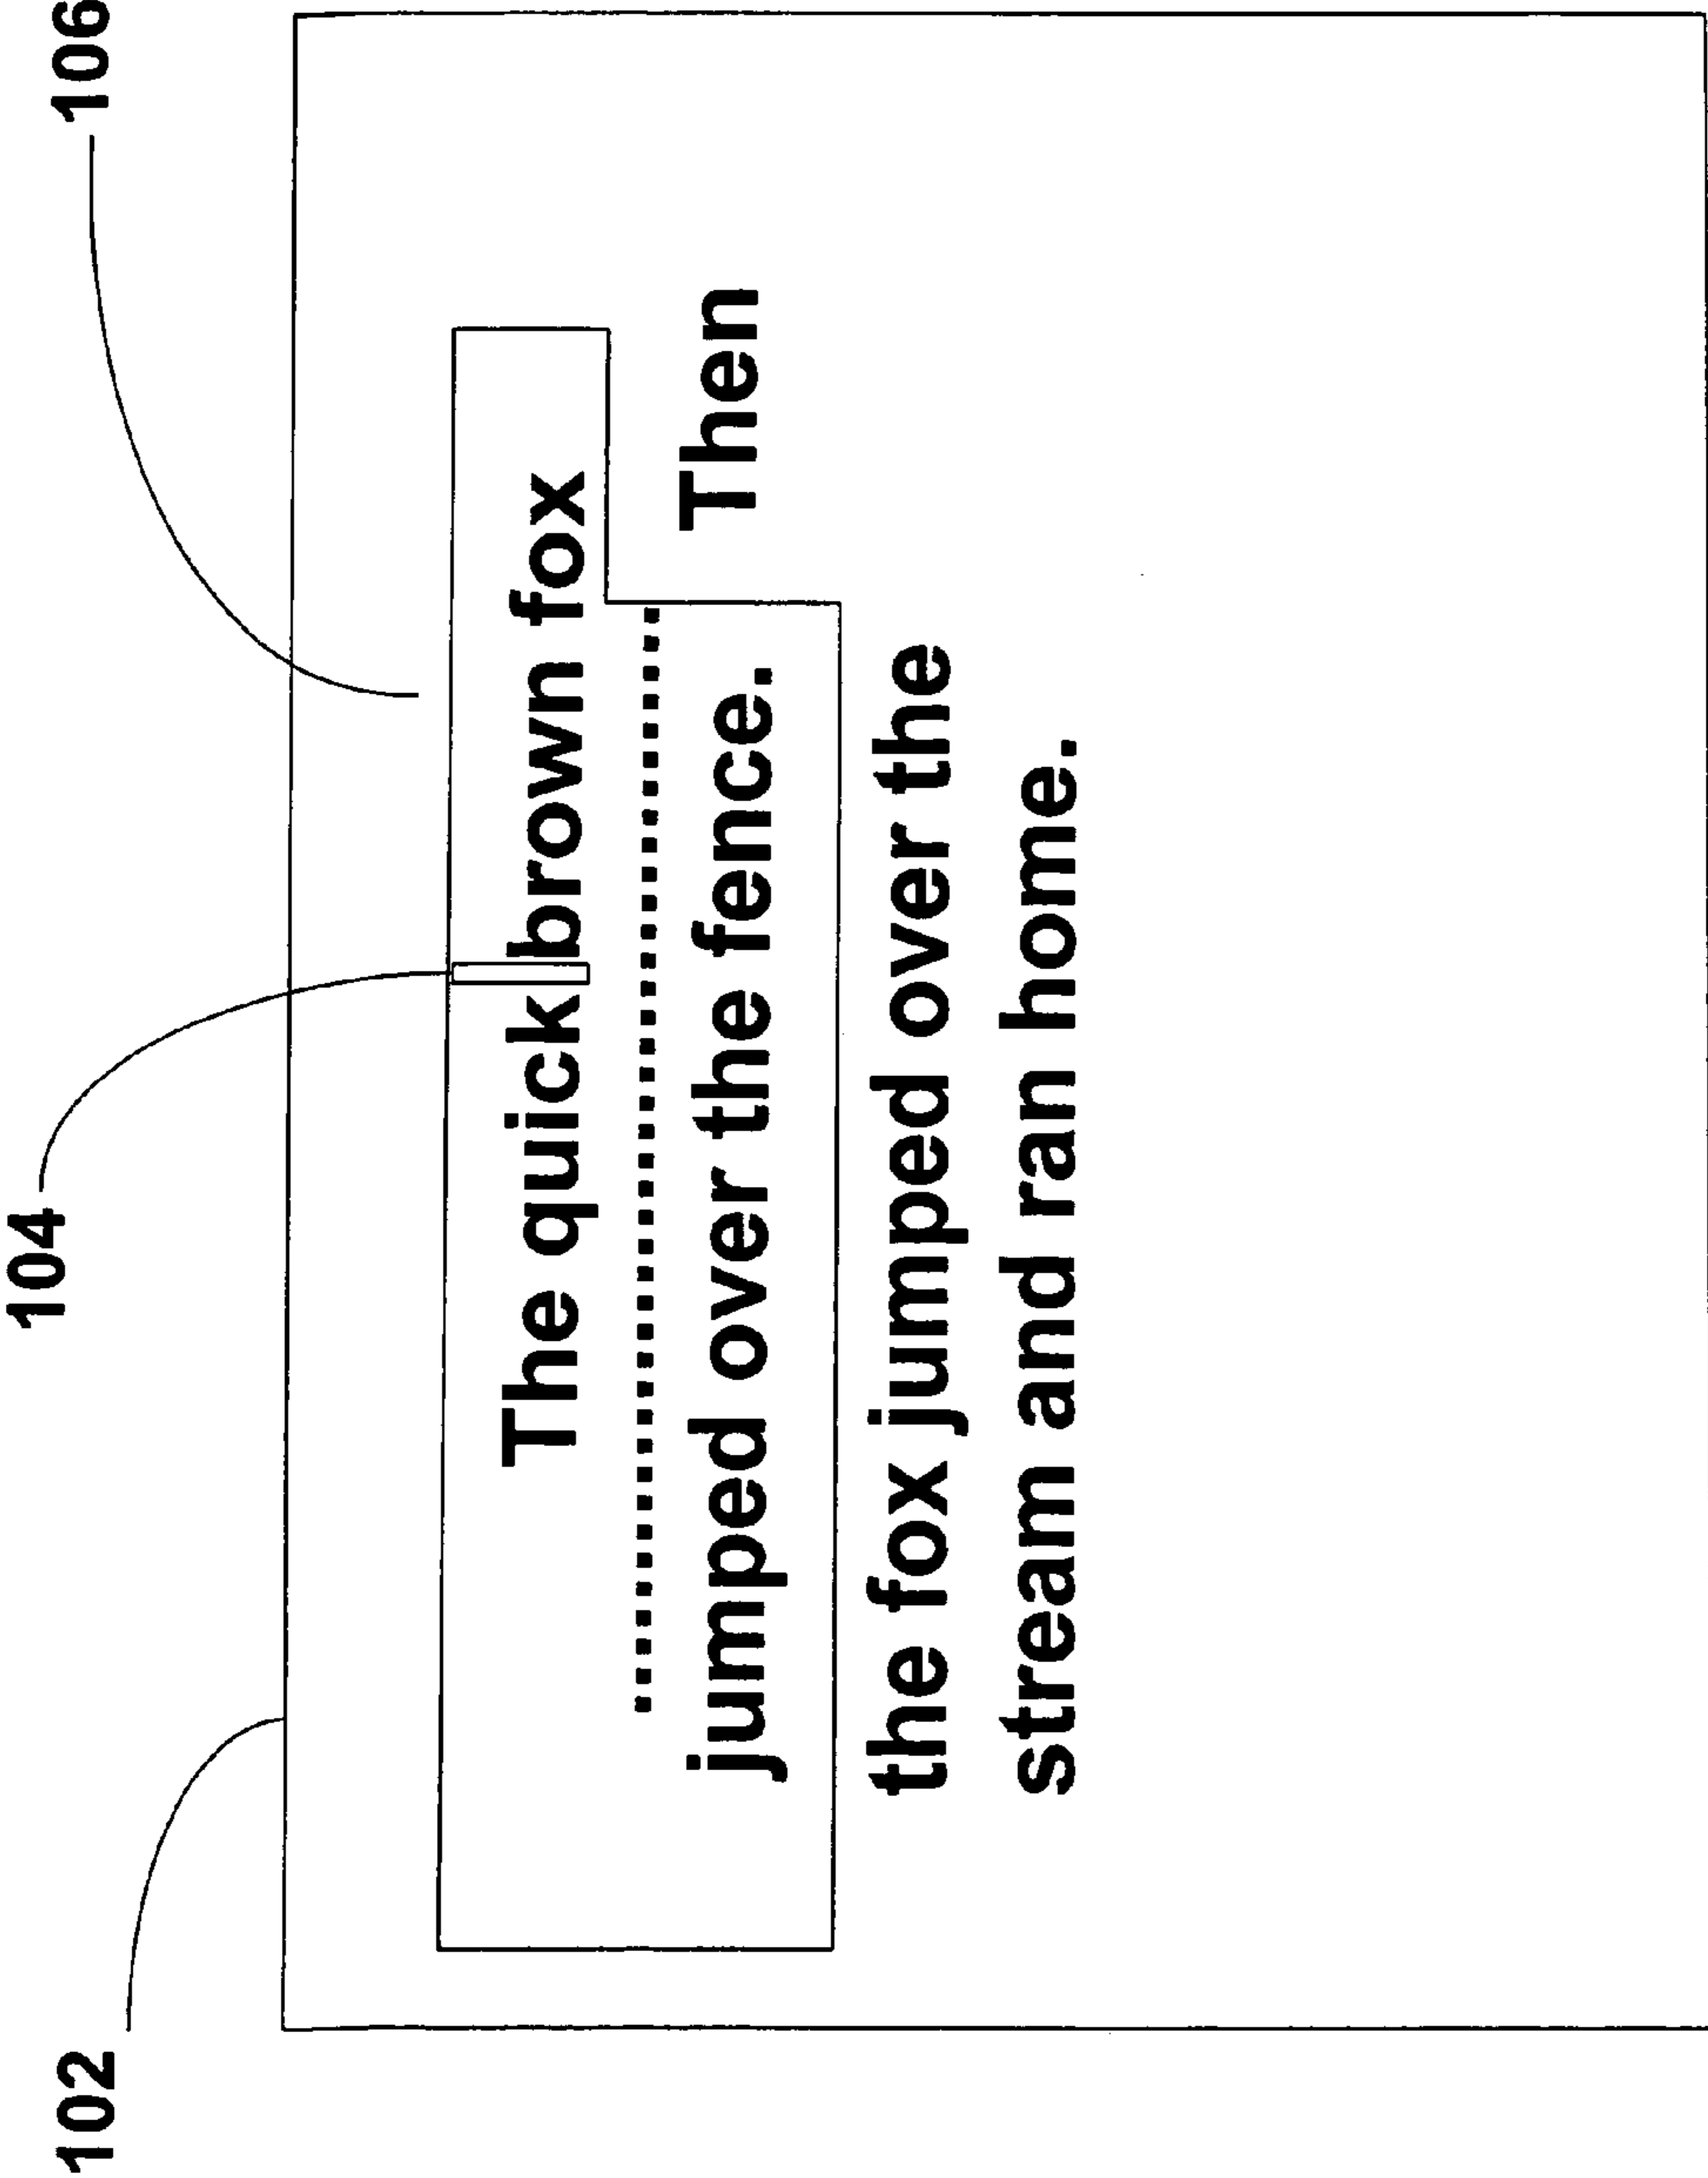 102
104
106
The quick brown fox
jumped over the fence. Then
the fox jumped over the
stream and ran home.